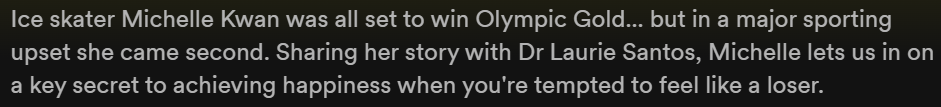 Ice skater Michelle Kwan was all set to win Olympic Gold... but in a major sporting
upset she came second. Sharing her story with Dr Laurie Santos, Michelle lets us in on
a key secret to achieving happiness when you're tempted to feel like a loser.